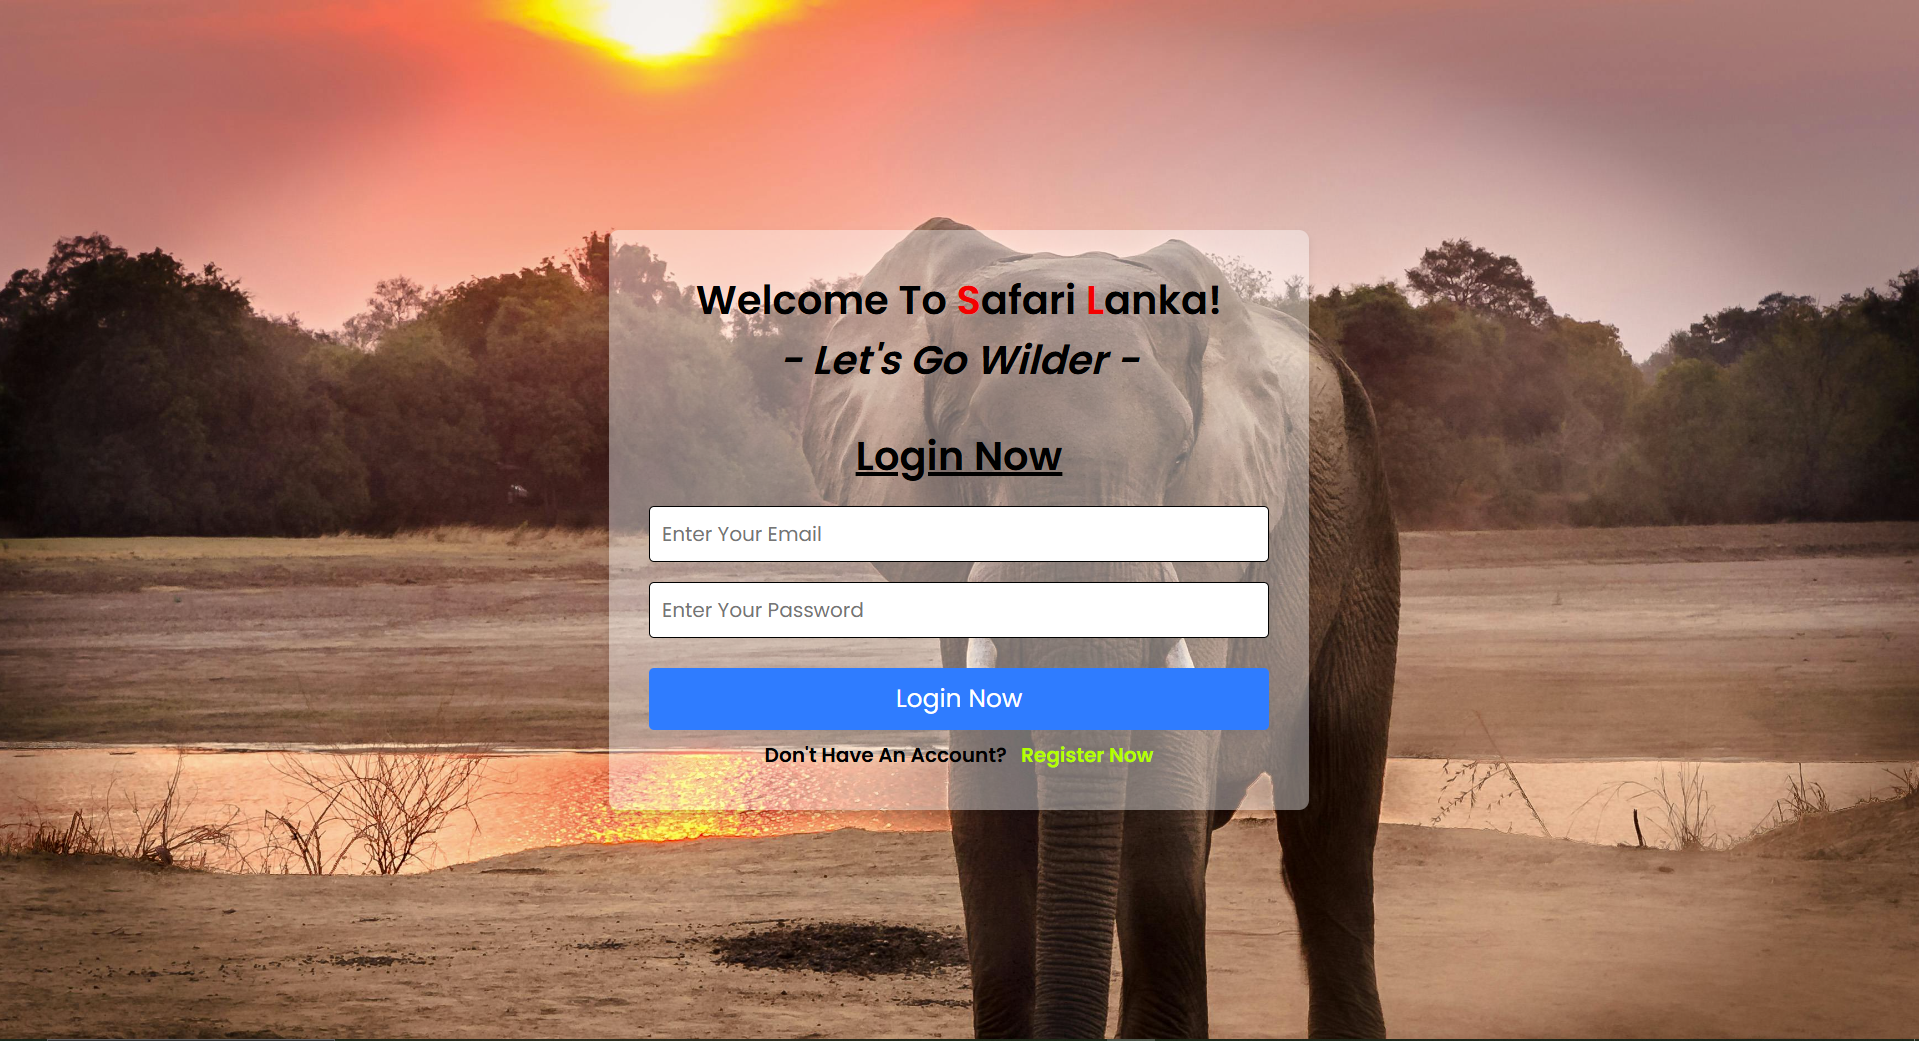 Welcome To Safari Lanka!
- Let's Go Wilder -
Login Now
Enter Your Email
Enter Your Password
Login Now
Don't Have An Account? Register Now